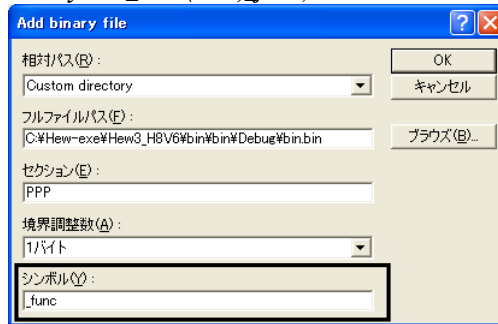 Add binary file
相対パス(R) :
Custom directory
OK
キャンセル
フルファイルパス(F) :
C:¥Hew-exe¥Hew3_H8V6¥bin¥bin¥Debug¥bin.bin
ブラウズ(B)...
セクション(E) :
PPP
境界調整数(A) :
1バイト
シンボル(Y) :
_func